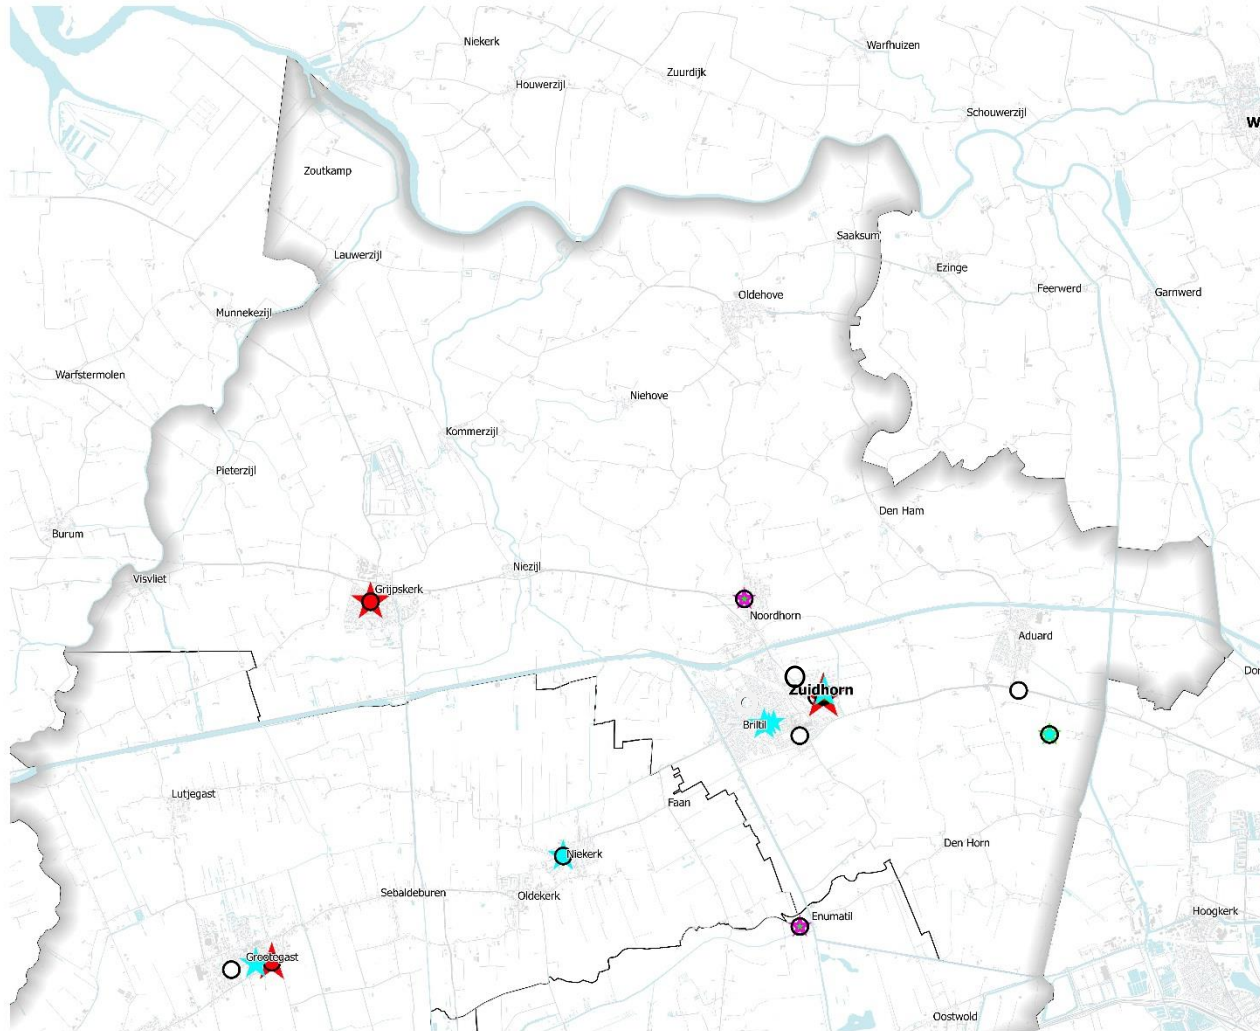 Niekerk
Warfhuizen
Zuurdijk
Houwerzijl
Schouwerzijl
W
Zoutkamp
Saaksum
Lauwerzijl
Ezinge
Feerwerd
Garnwerd
Oldehove
Munnekezijl
Warfstermolen
Niehove
Kommerzijl
Pieterzijl
Den Ham
Burum
Niezijl
Visvliet
Grijpskerk
Noordhorn
Aduard
Dor
Zuidhorn
Briltil
Lutjegast
Faan
Den Horn
Niekerk
Sebaldeburen
Oldekerk
Hoogkerk
Enumatil
Grootegast
Oostwold